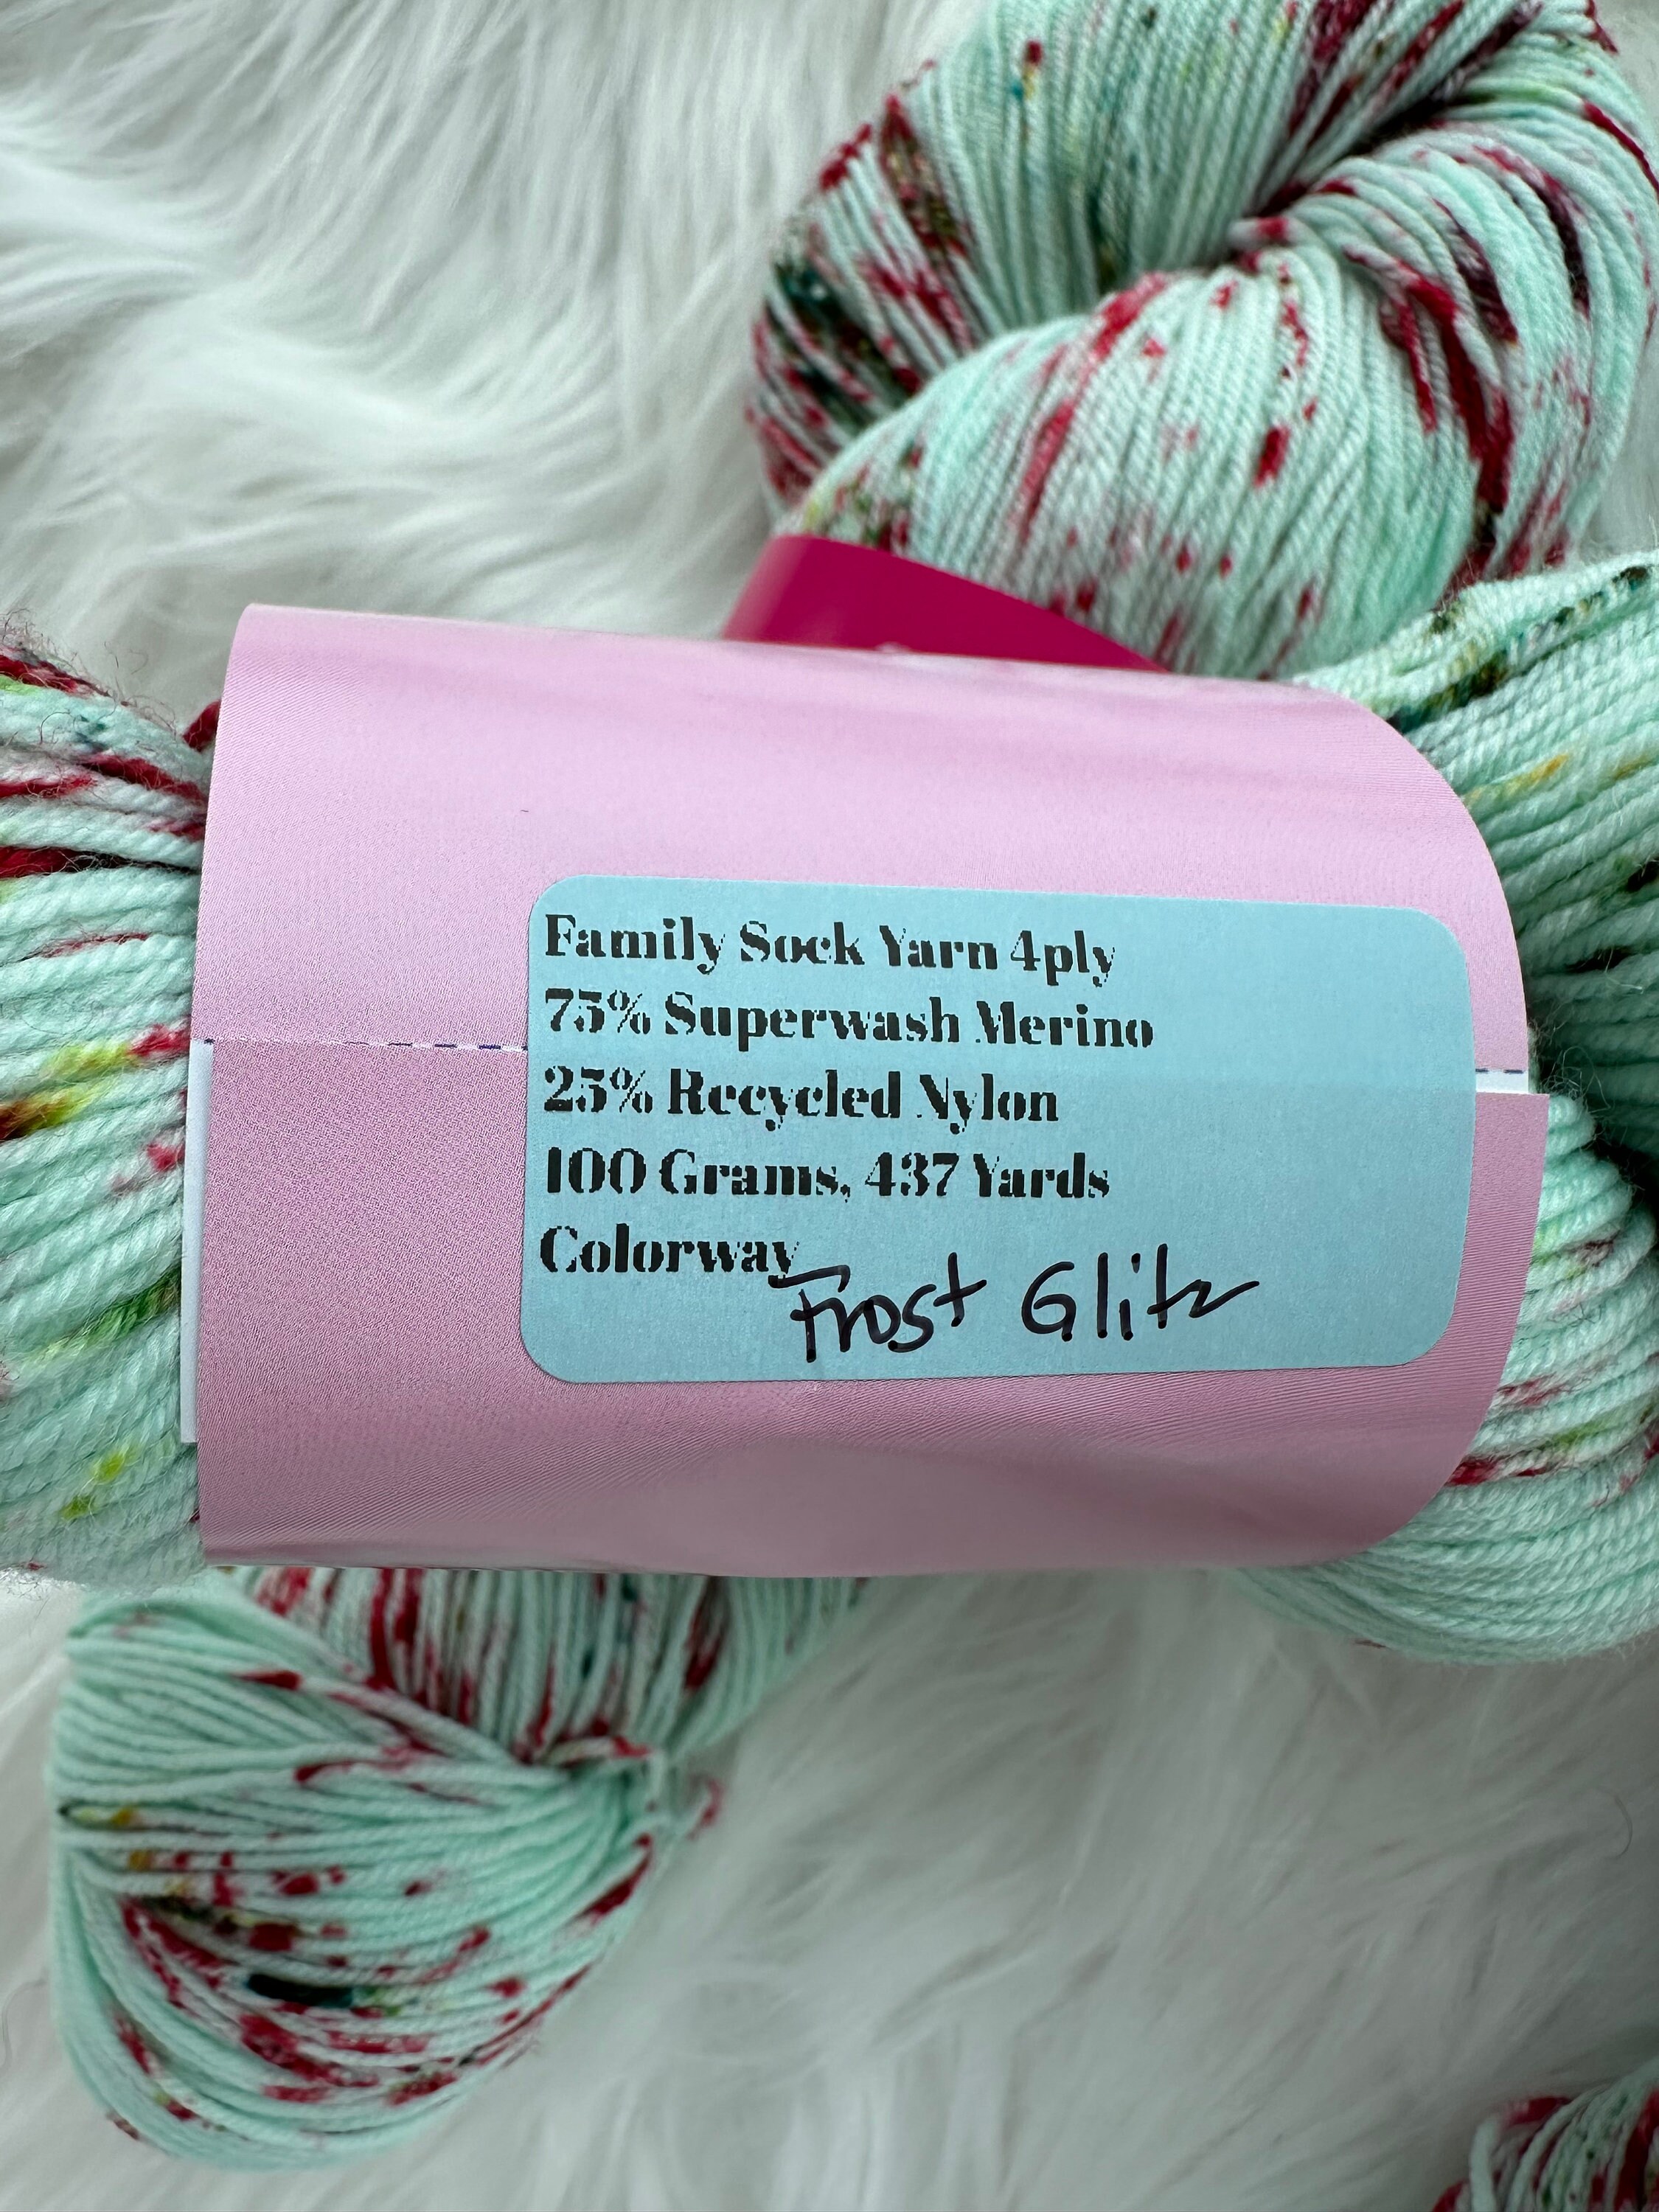 Family Sock Yarn 4ply
75% Superwash Merino
25% Recycled Nylon
100 Grams, 437 Yards
Colorway
Frost Glitz